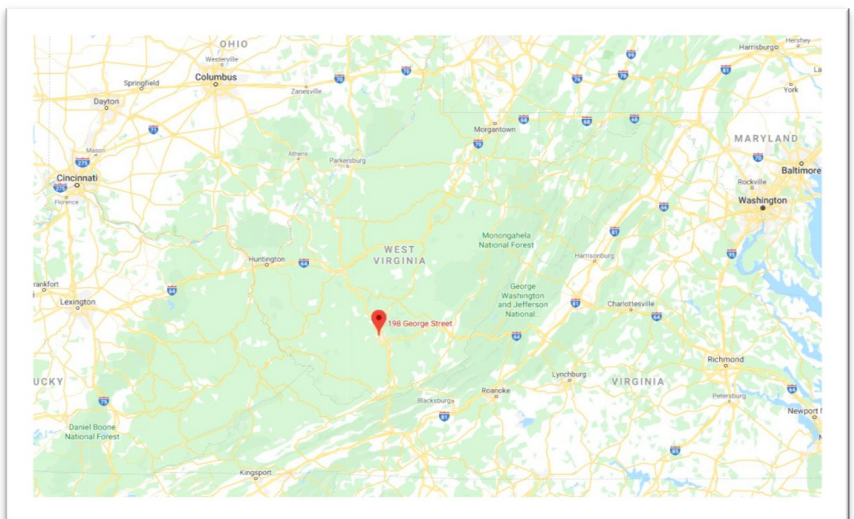 OHIO
Westerville
Columbus
Springfield
Zanesville
Dayton
Mason
Cincinnati
Florence
Athens
Parkersburg
Morgantown
Harrisburg
Hershey
York
MARYLAND
Baltimore
Rockville
Washington
WEST
VIRGINIA
Monongahela
National Forest
Huntington
Harrisonburg
George
Washington
and Jefferson
National...
Charlottesville
rankfort
Lexington
198 George Street
Richmond
UCKY
Lynchburg
VIRGINIA
Roanoke
Blacksburg
Petersburg
Newport
Daniel Boone
National Forest
Kingsport